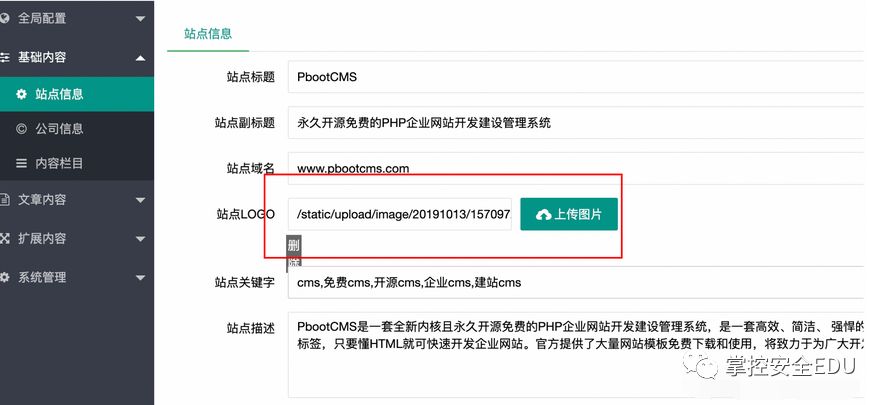 全局配置
基础内容
站点信息
公司信息
内容栏目
文章内容
扩展内容
系统管理
站点信息
站点标题 PbootCMS
站点副标题 永久开源免费的PHP企业网站开发建设管理系统
站点域名 www.pbootcms.com
站点LOGO /static/upload/image/20191013/157097 上传图片
删
站点关键字 cms,免费cms,开源cms,企业cms,建站cms
站点描述 PbootCMS是一套全新内核且永久开源免费的PHP企业网站开发建设管理系统，是一套高效、简洁、 强悍的
标签，只要懂HTML就可快速开发企业网站。官方提供了大量网站模板免费下载和使用，将致力于为广大开
掌控安全EDU